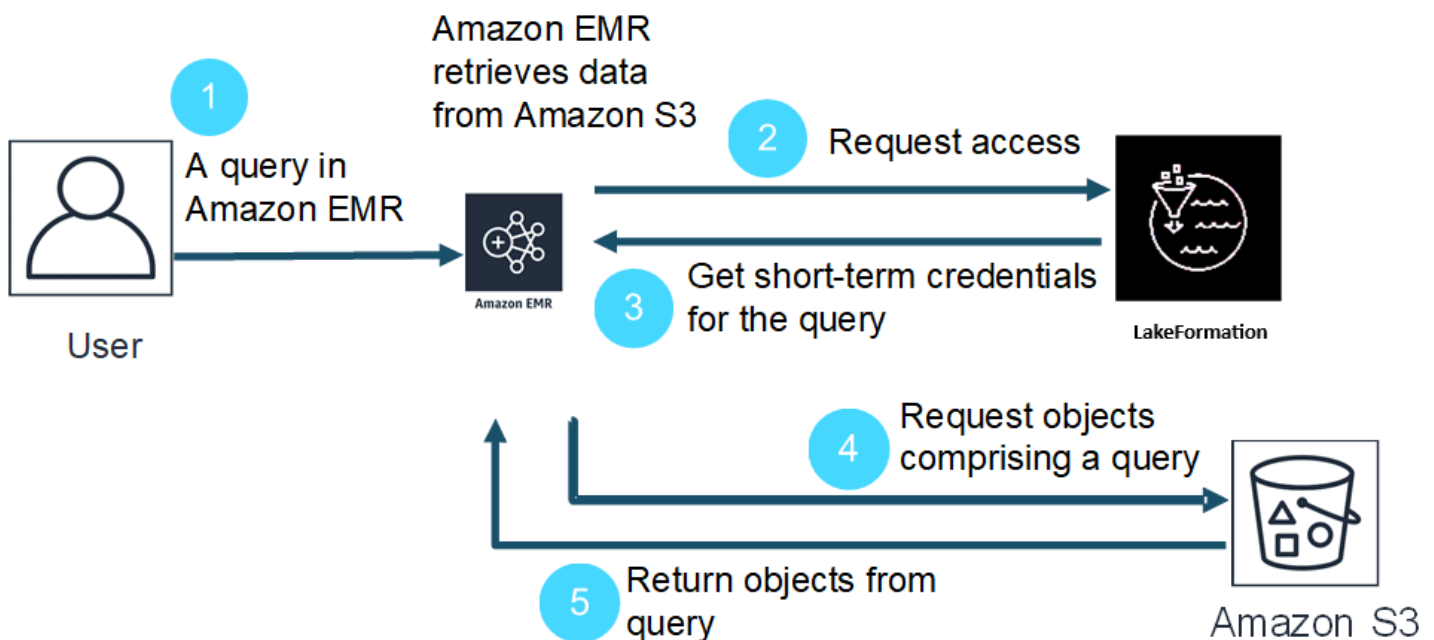 Amazon EMR
retrieves data
from Amazon S3
1
A query in
Amazon EMR
User
Amazon EMR
2
Request access
3
Get short-term credentials
for the query
LakeFormation
4
Request objects
comprising a query
5
Return objects from
query
Amazon S3